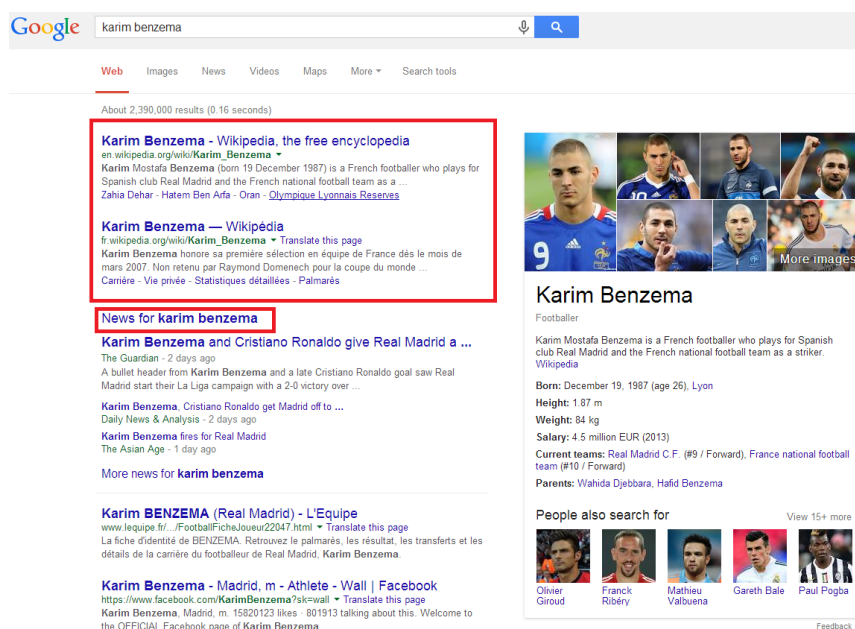 Google
karim benzema
Web Images News Videos Maps More Search tools
About 2,390,000 results (0.16 seconds)
Karim Benzema - Wikipedia, the free encyclopedia
en.wikipedia.org/wiki/Karim_Benzema
Karim Mostafa Benzema (born 19 December 1987) is a French footballer who plays for
Spanish club Real Madrid and the French national football team as a ...
Zahia Dehar - Hatem Ben Arfa - Oran - Olympique Lyonnais Reserves
Karim Benzema — Wikipédia
fr.wikipedia.org/wiki/Karim_Benzema Translate this page
Karim Benzema honore sa première sélection en équipe de France dès le mois de
mars 2007. Non retenu par Raymond Domenech pour la coupe du monde ...
Carrière - Vie privée - Statistiques détaillées - Palmarès
News for karim benzema
Karim Benzema and Cristiano Ronaldo give Real Madrid a ...
The Guardian - 2 days ago
A bullet header from Karim Benzema and a late Cristiano Ronaldo goal saw Real
Madrid start their La Liga campaign with a 2-0 victory over ...
Karim Benzema, Cristiano Ronaldo get Madrid off to ...
Daily News & Analysis - 2 days ago
Karim Benzema fires for Real Madrid
The Asian Age - 1 day ago
More news for karim benzema
Karim BENZEMA (Real Madrid) - L'Equipe
www.lequipe.fr/.../FootballFicheJoueur22047.html Translate this page
La fiche d'identité de BENZEMA. Retrouvez le palmarès, les résultat, les transferts et les
détails de la carrière du footballeur de Real Madrid, Karim Benzema.
Karim Benzema - Madrid, m - Athlete - Wall | Facebook
https://www.facebook.com/KarimBenzema?sk=wall Translate this page
Karim Benzema, Madrid, m. 15820123 likes · 801913 talking about this. Welcome to
the OFFICIAL Facebook page of Karim Benzema
9
10
More images
Karim Benzema
Footballer
Karim Mostafa Benzema is a French footballer who plays for Spanish
club Real Madrid and the French national football team as a striker.
Wikipedia
Born: December 19, 1987 (age 26), Lyon
Height: 1.87 m
Weight: 84 kg
Salary: 4.5 million EUR (2013)
Current teams: Real Madrid C.F. (#9 / Forward), France national football
team (#10 / Forward)
Parents: Wahida Djebbara, Hafid Benzema
People also search for View 15+ more
Olivier Giroud
Franck Ribéry
Mathieu Valbuena
Gareth Bale
Paul Pogba
Feedback